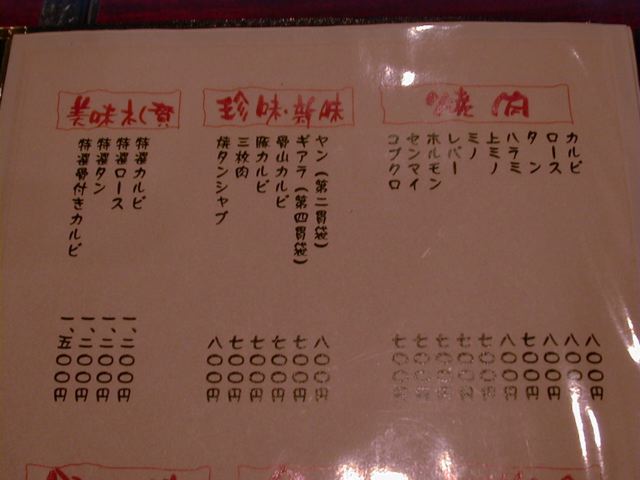 焼肉
カルビ 八〇〇円
ロース 八〇〇円
タン 八〇〇円
ハラミ 七〇〇円
上ミノ 八〇〇円
ミノ 七〇〇円
レバー 七〇〇円
ホルモン 七〇〇円
センマイ 七〇〇円
コブクロ 七〇〇円
珍味・新味
ヤン（第二胃袋） 八〇〇円
ギアラ（第四胃袋） 七〇〇円
骨山カルビ 七〇〇円
豚カルビ 七〇〇円
三枚肉 七〇〇円
焼タンシャブ 八〇〇円
美味礼賛
特選カルビ 一、二〇〇円
特選ロース 一、二〇〇円
特選タン 一、二〇〇円
特選骨付きカルビ 一、五〇〇円